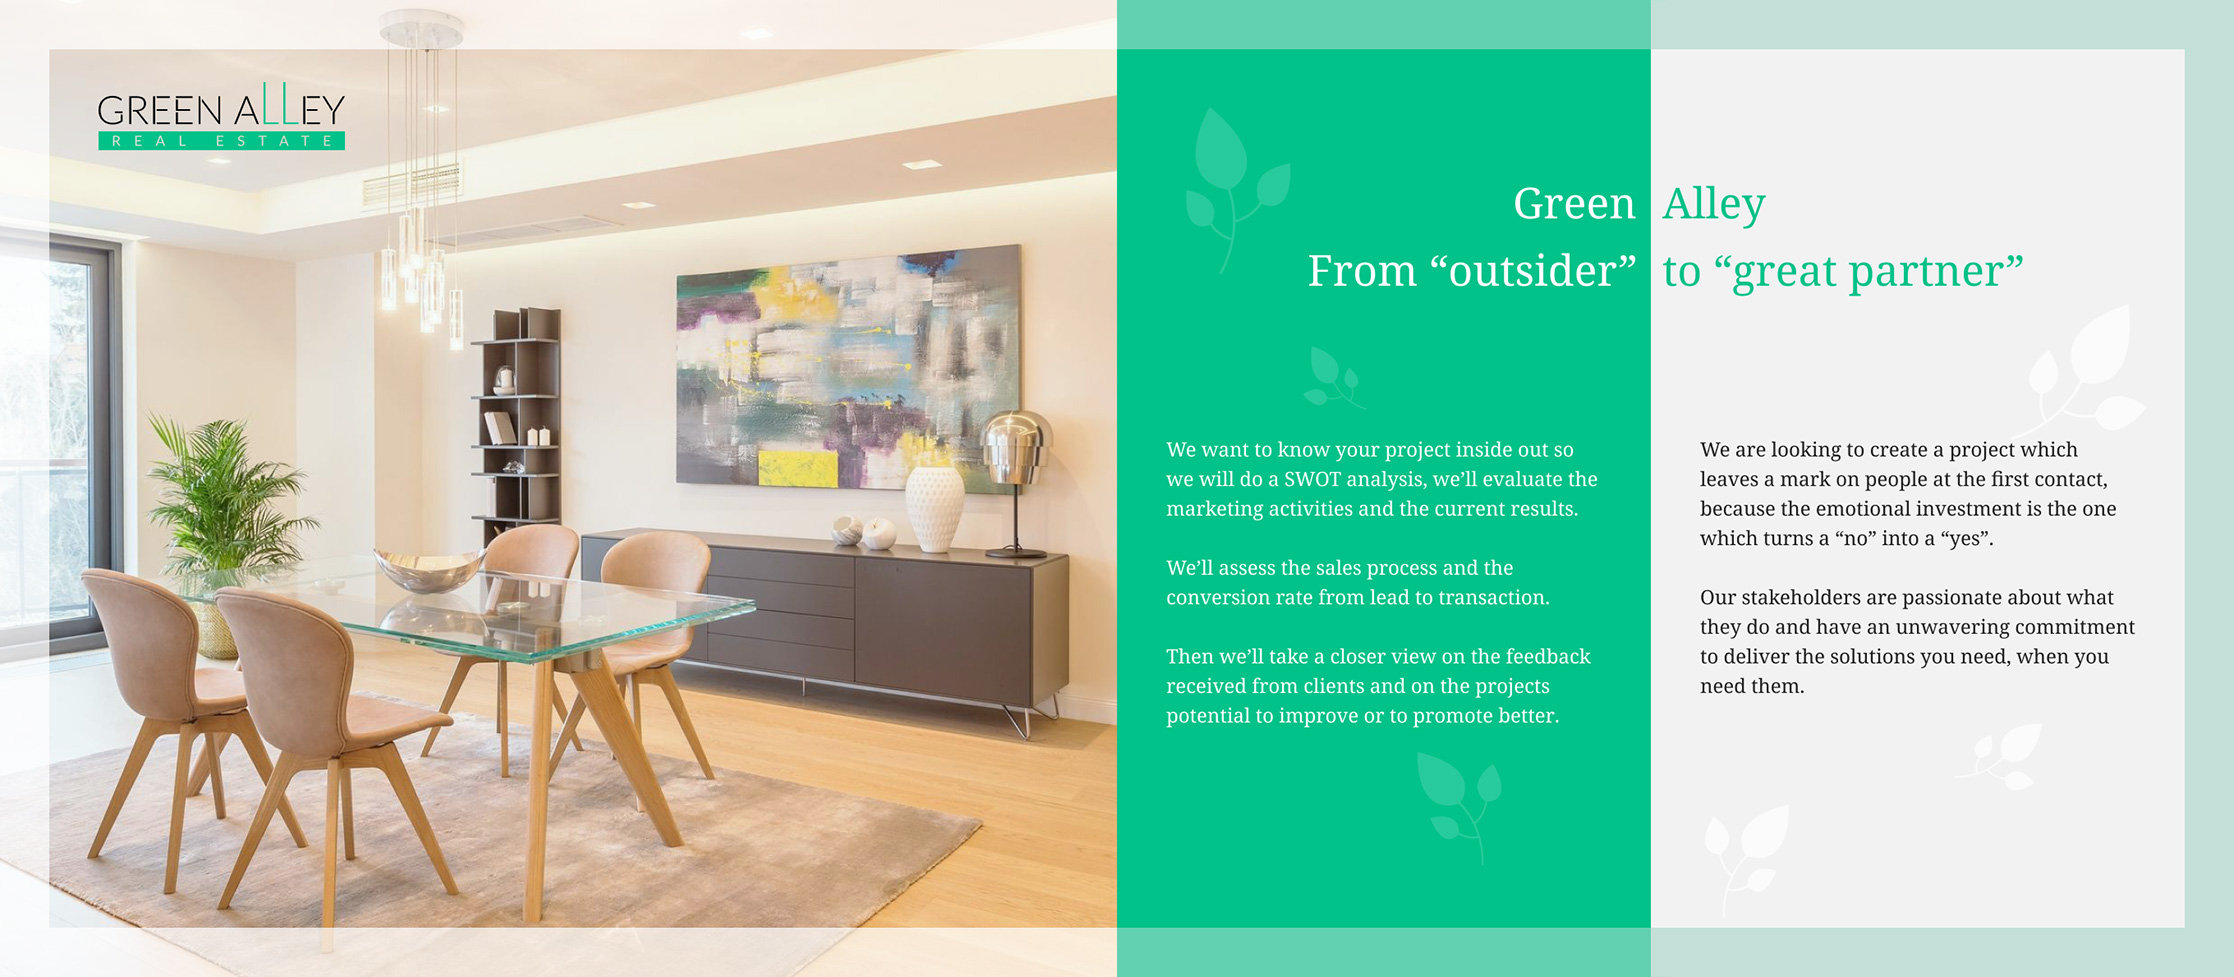 GREEN ALLEY
REAL ESTATE
Green Alley
From “outsider” to “great partner”
We want to know your project inside out so
we will do a SWOT analysis, we’ll evaluate the
marketing activities and the current results.
We’ll assess the sales process and the
conversion rate from lead to transaction.
Then we’ll take a closer view on the feedback
received from clients and on the projects
potential to improve or to promote better.
We are looking to create a project which
leaves a mark on people at the first contact,
because the emotional investment is the one
which turns a “no” into a “yes”.
Our stakeholders are passionate about what
they do and have an unwavering commitment
to deliver the solutions you need, when you
need them.